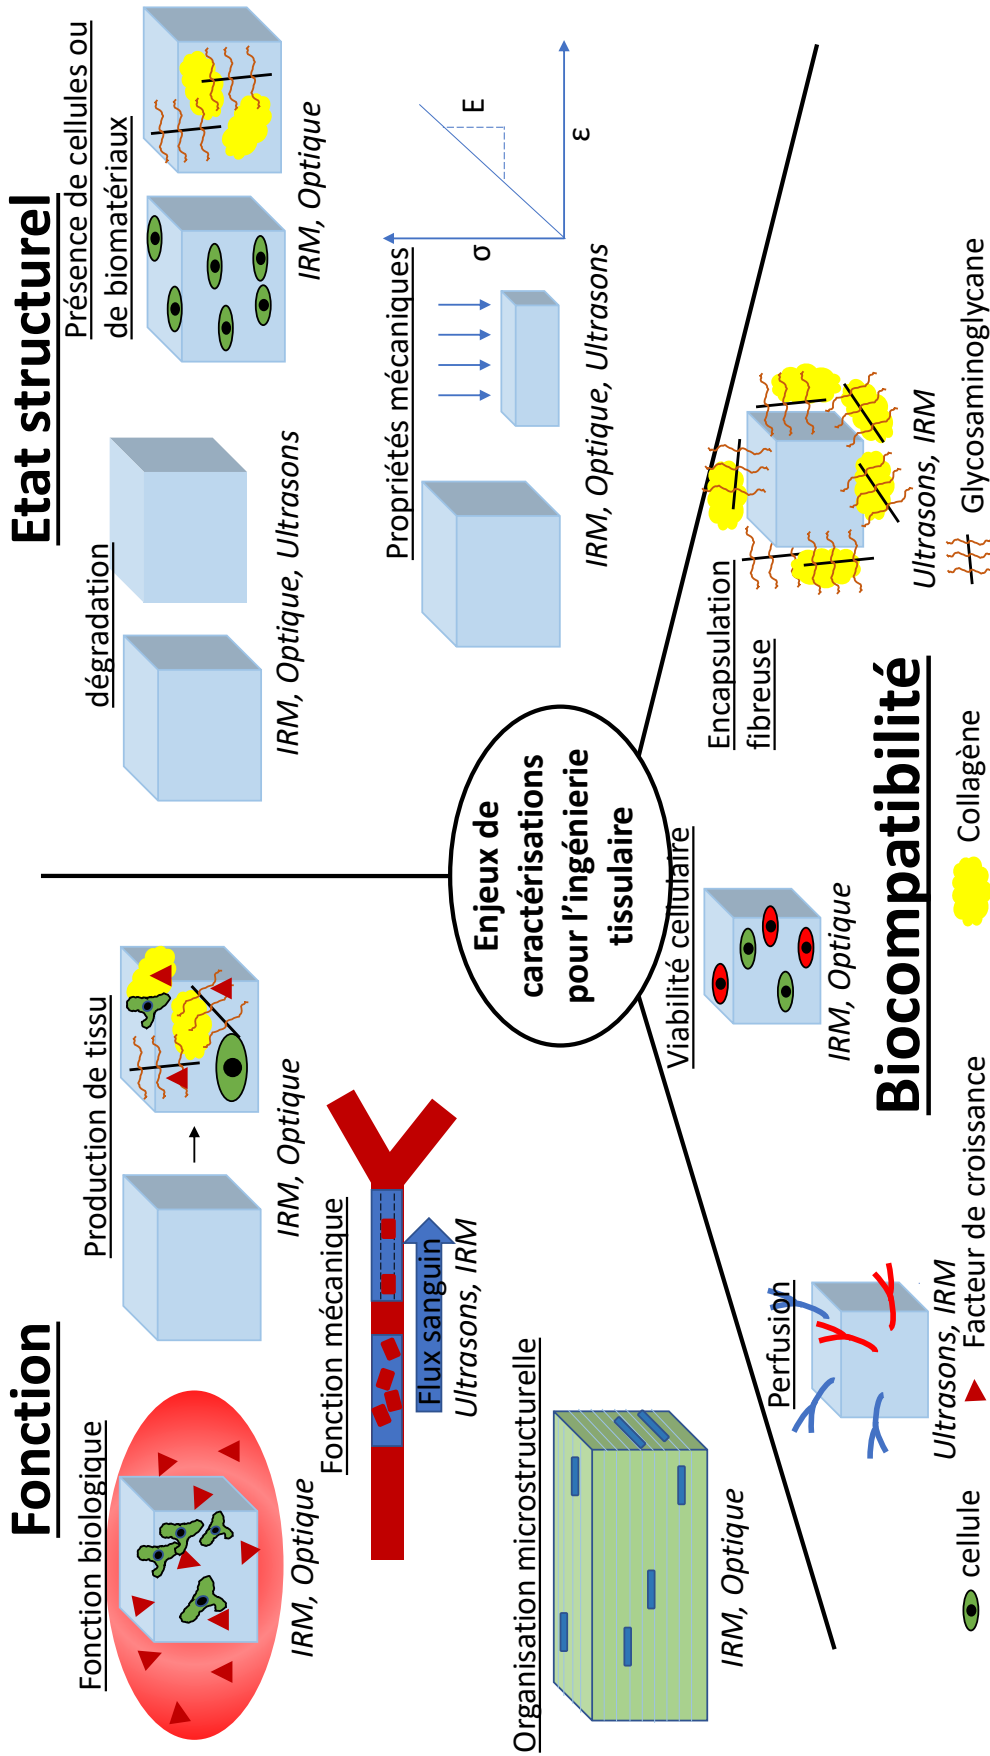 Fonction
Fonction biologique
IRM, Optique
Production de tissu
IRM, Optique
Fonction mécanique
Flux sanguin
Ultrasons, IRM
Organisation microstructurelle
IRM, Optique
Etat structurel
dégradation
IRM, Optique, Ultrasons
Présence de cellules ou
de biomatériaux
IRM, Optique
Propriétés mécaniques
σ
E
ε
IRM, Optique, Ultrasons
Enjeux de
caractérisations
pour l’ingénierie
tissulaire
Perfusion
Ultrasons, IRM
Viabilité cellulaire
IRM, Optique
Encapsulation
fibreuse
Ultrasons, IRM
Biocompatibilité
cellule
Facteur de croissance
Collagène
Glycosaminoglycane